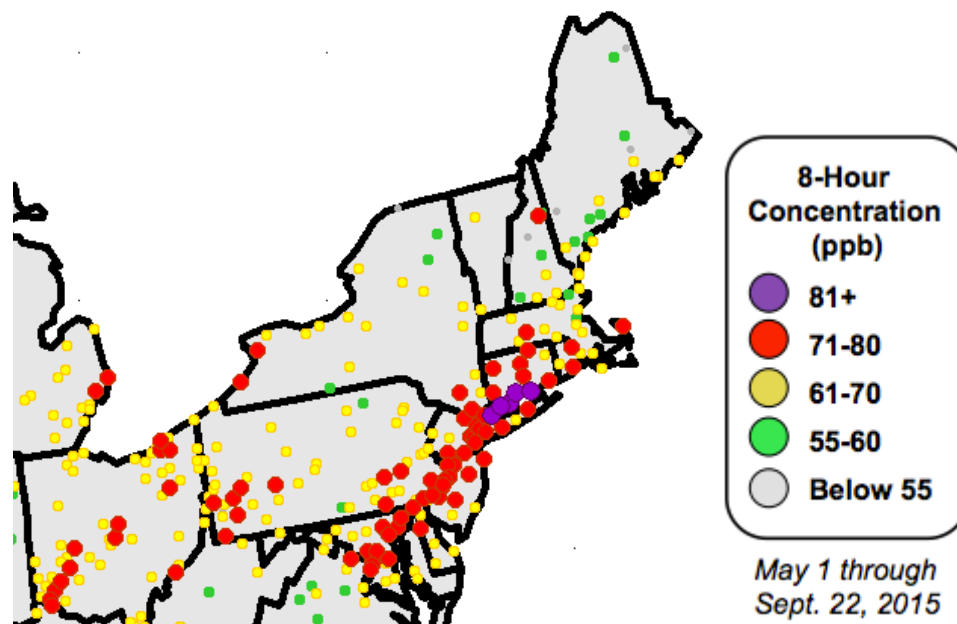 8-Hour
Concentration
(ppb)
81+
71-80
61-70
55-60
Below 55
May 1 through
Sept. 22, 2015